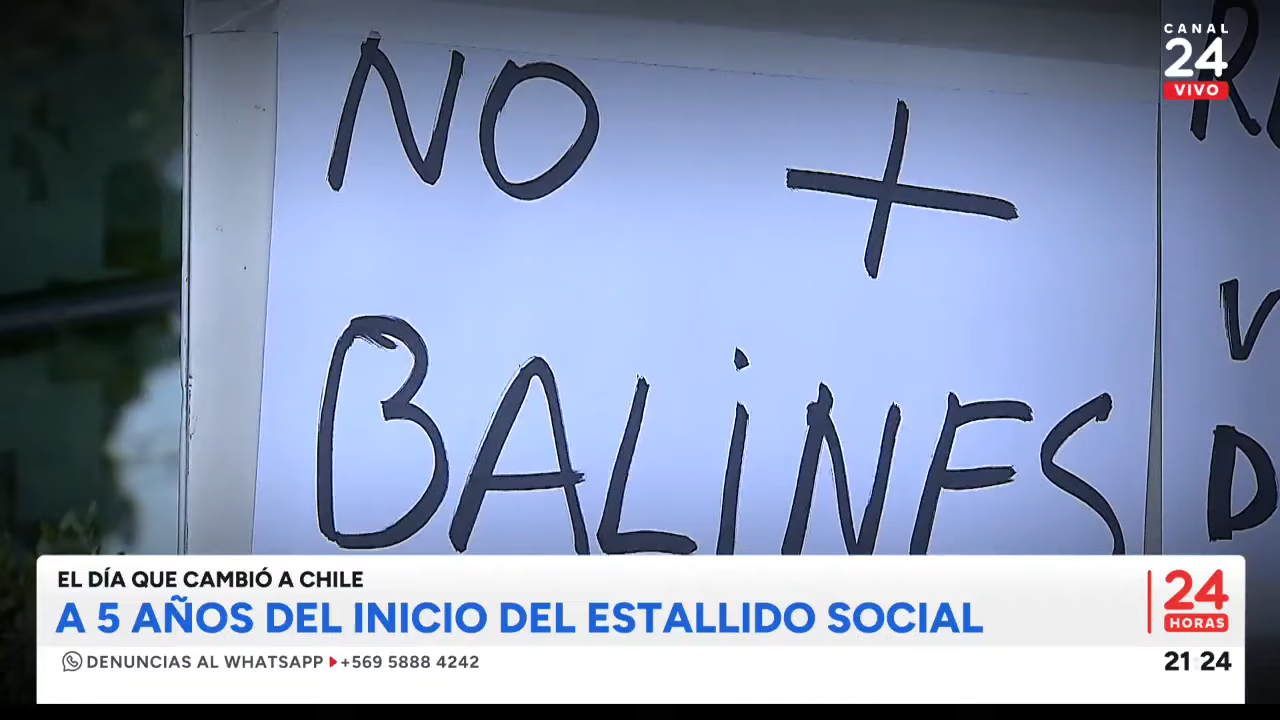 CANAL
24
VIVO
NO +
BALINES
EL DÍA QUE CAMBIÓ A CHILE
A 5 AÑOS DEL INICIO DEL ESTALLIDO SOCIAL
24
HORAS
DENUNCIAS AL WHATSAPP +569 5888 4242
21:24